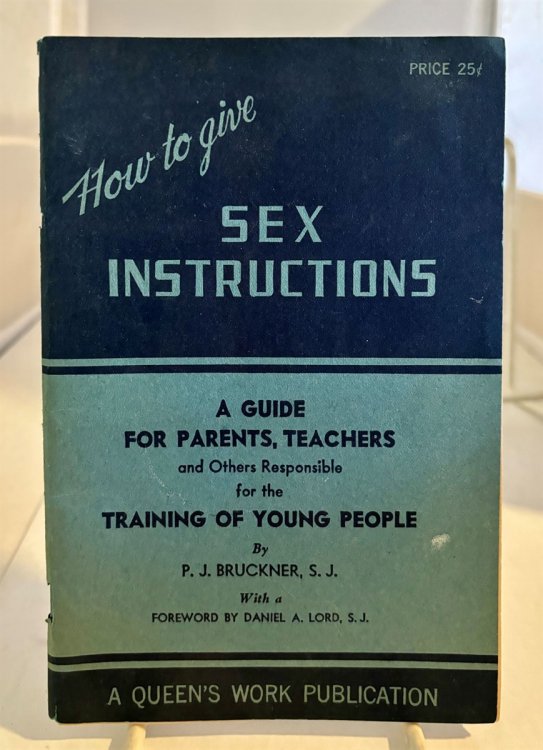 PRICE 25¢
How to give
SEX
INSTRUCTIONS
A GUIDE
FOR PARENTS, TEACHERS
and Others Responsible
for the
TRAINING OF YOUNG PEOPLE
By
P. J. BRUCKNER, S. J.
With a
FOREWORD BY DANIEL A. LORD, S. J.
A QUEEN'S WORK PUBLICATION